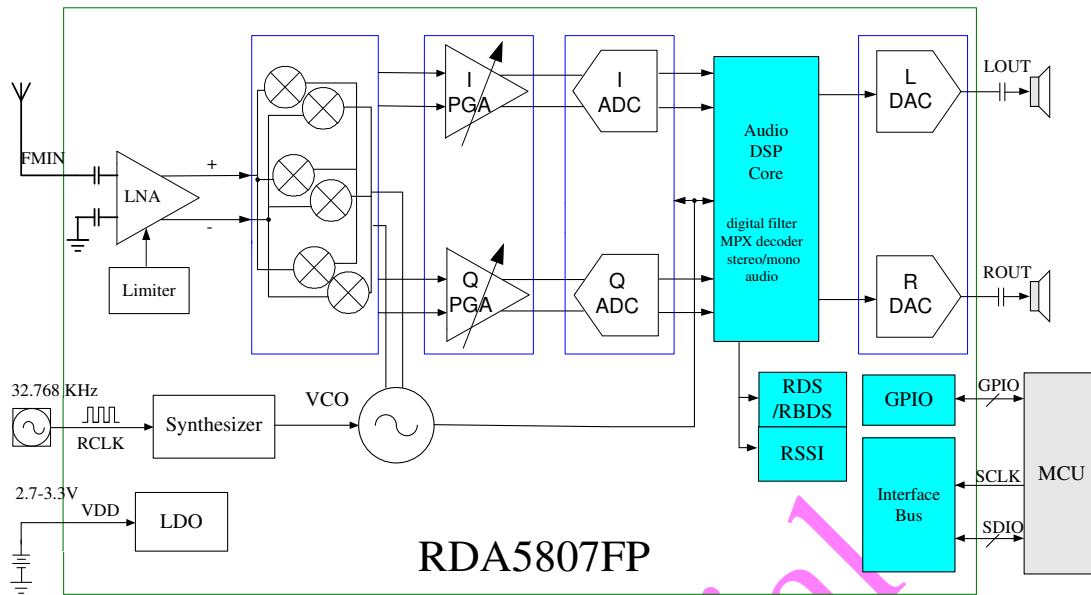 FMIN
LNA
+
-
Limiter
I
PGA
Q
PGA
I
ADC
Q
ADC
Audio
DSP
Core
digital filter
MPX decoder
stereo/mono
audio
L
DAC
R
DAC
LOUT
ROUT
32.768 KHz
RCLK
Synthesizer
VCO
RDS
/RBDS
RSSI
GPIO
GPIO
Interface
Bus
SCLK
SDIO
MCU
2.7-3.3V
VDD
LDO
RDA5807FP